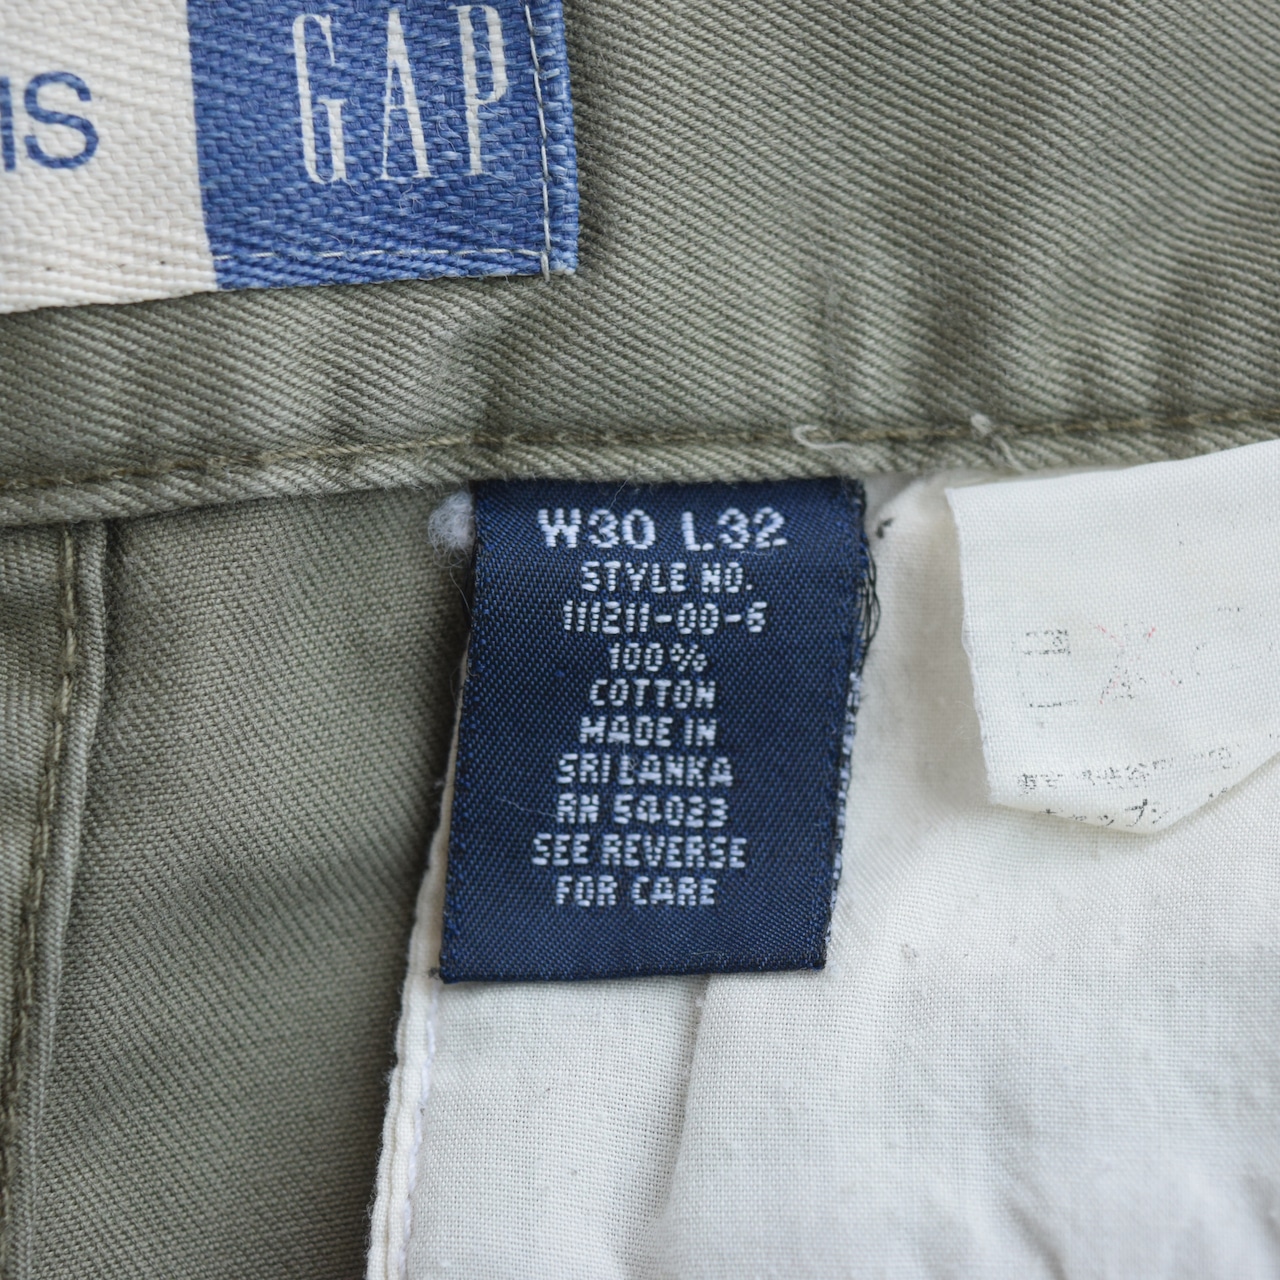 IS
GAP
W30 L32
STYLE NO.
111211-00-6
100%
COTTON
MADE IN
SRI LANKA
RN 54023
SEE REVERSE
FOR CARE